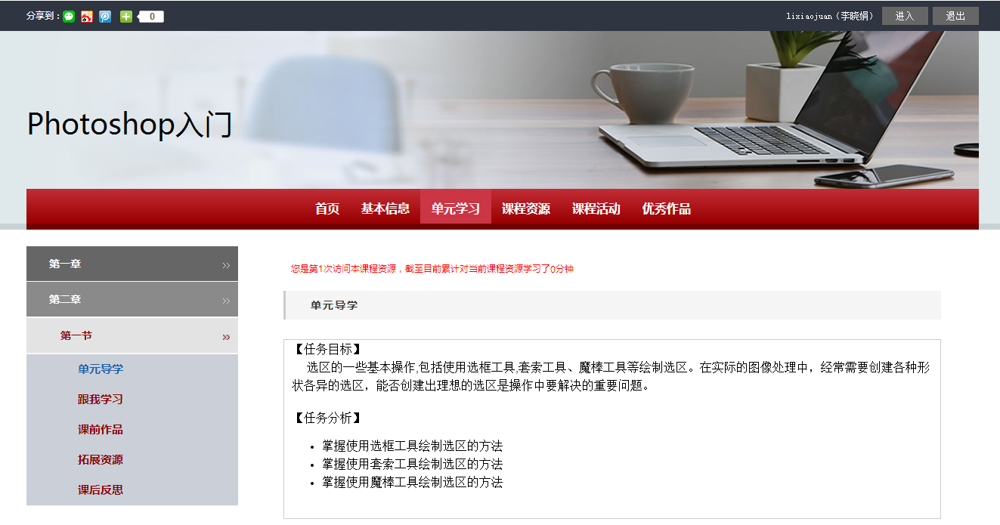 分享到：
0
lixiaojuan（李晓娟）
进入
退出
Photoshop入门
首页
基本信息
单元学习
课程资源
课程活动
优秀作品
第一章
第二章
第一节
单元导学
跟我学习
课前作品
拓展资源
课后反思
您是第1次访问本课程资源，截至目前累计对当前课程资源学习了0分钟
单元导学
【任务目标】
选区的一些基本操作,包括使用选框工具,套索工具、魔棒工具等绘制选区。在实际的图像处理中，经常需要创建各种形
状各异的选区，能否创建出理想的选区是操作中要解决的重要问题。
【任务分析】
• 掌握使用选框工具绘制选区的方法
• 掌握使用套索工具绘制选区的方法
• 掌握使用魔棒工具绘制选区的方法